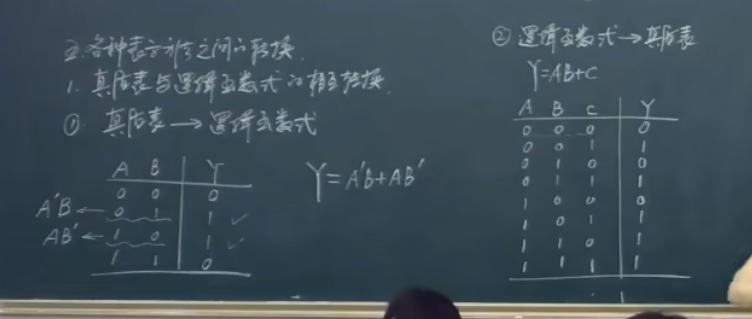 二.各种表示方法之间的转换.
1. 真值表与逻辑函数式的相互转换.
① 真值表→逻辑函数式
A B Y
0 0 0
A'B ← 0 1 1 ✓
AB' ← 1 0 1 ✓
1 1 0
Y=A'B+AB'
② 逻辑函数式→真值表
Y=AB+C
A B C Y
0 0 0 0
0 0 1 1
0 1 0 0
0 1 1 1
1 0 0 0
1 0 1 1
1 1 0 1
1 1 1 1